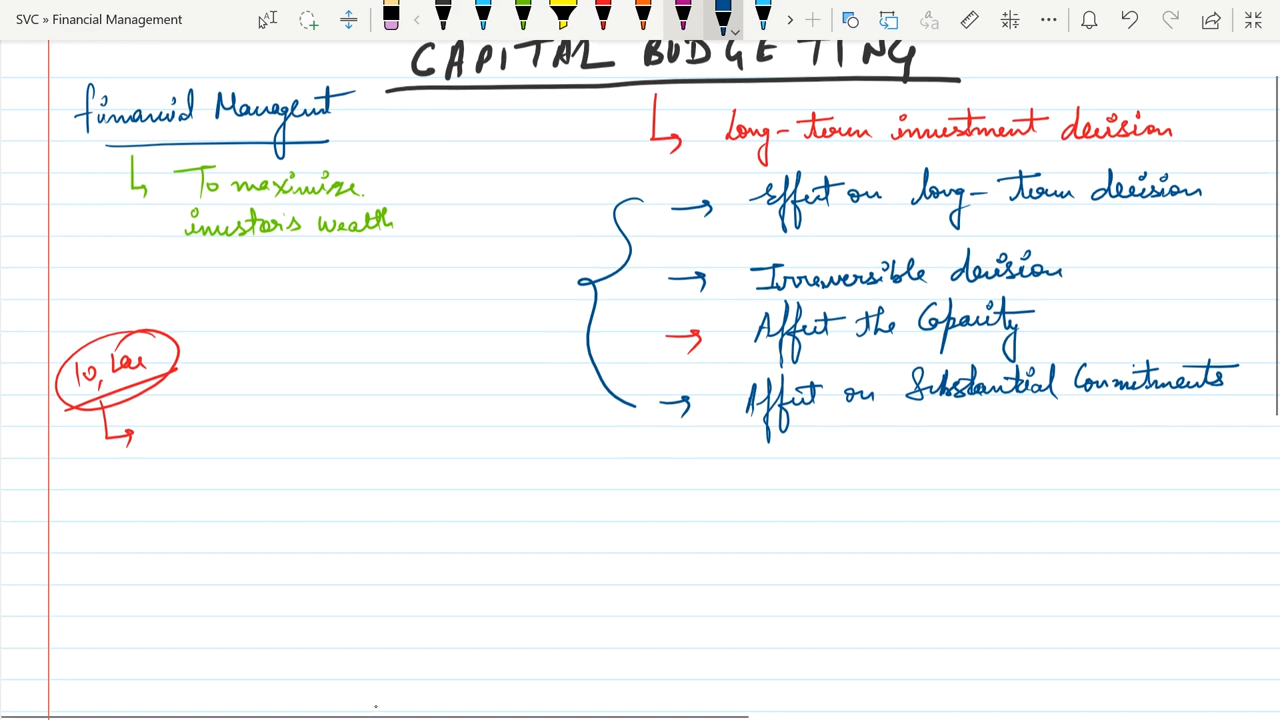 SVC » Financial Management
CAPITAL BUDGETING
Financial Managent
To maximize
investor's wealth
Long-term investment decision
Effect on long-term decision
Irreversible decision
Affect the Capacity
Affect on Substantial Commitments
10, Lac